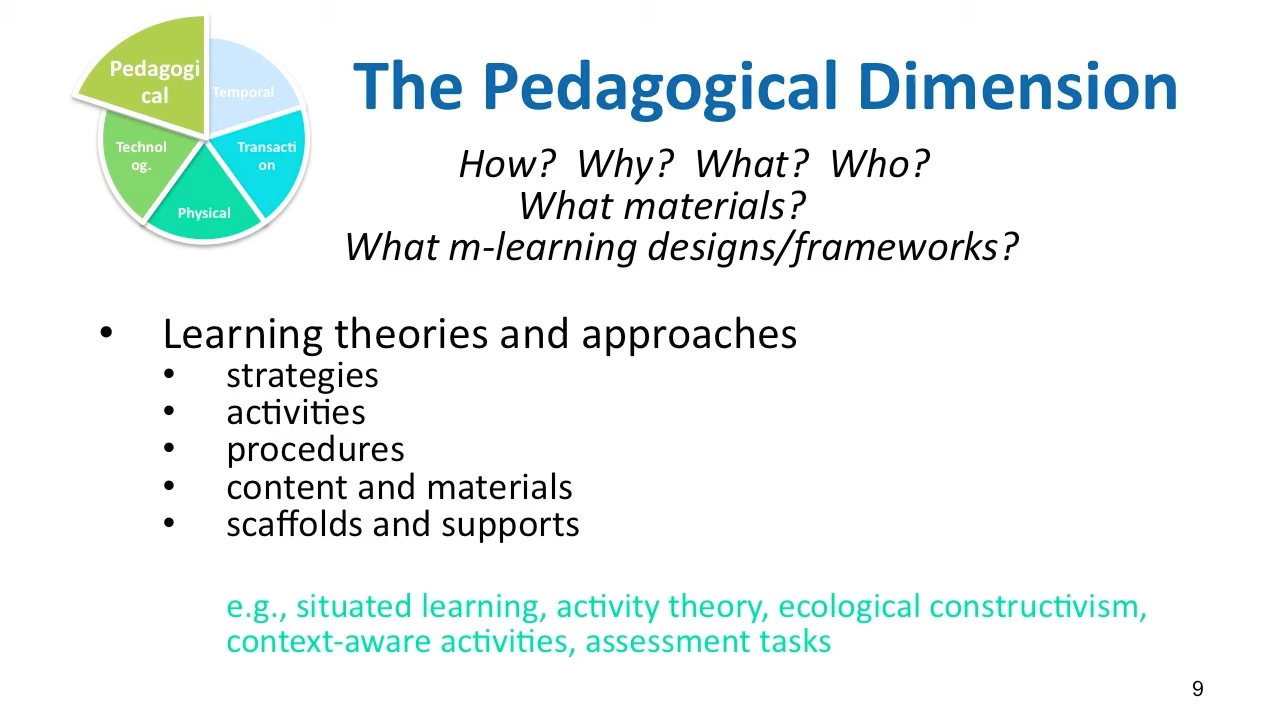 Pedagogi
cal
Temporal
Technol
og.
Transacti
on
Physical
The Pedagogical Dimension
How? Why? What? Who?
What materials?
What m-learning designs/frameworks?
• Learning theories and approaches
• strategies
• activities
• procedures
• content and materials
• scaffolds and supports
e.g., situated learning, activity theory, ecological constructivism,
context-aware activities, assessment tasks
9